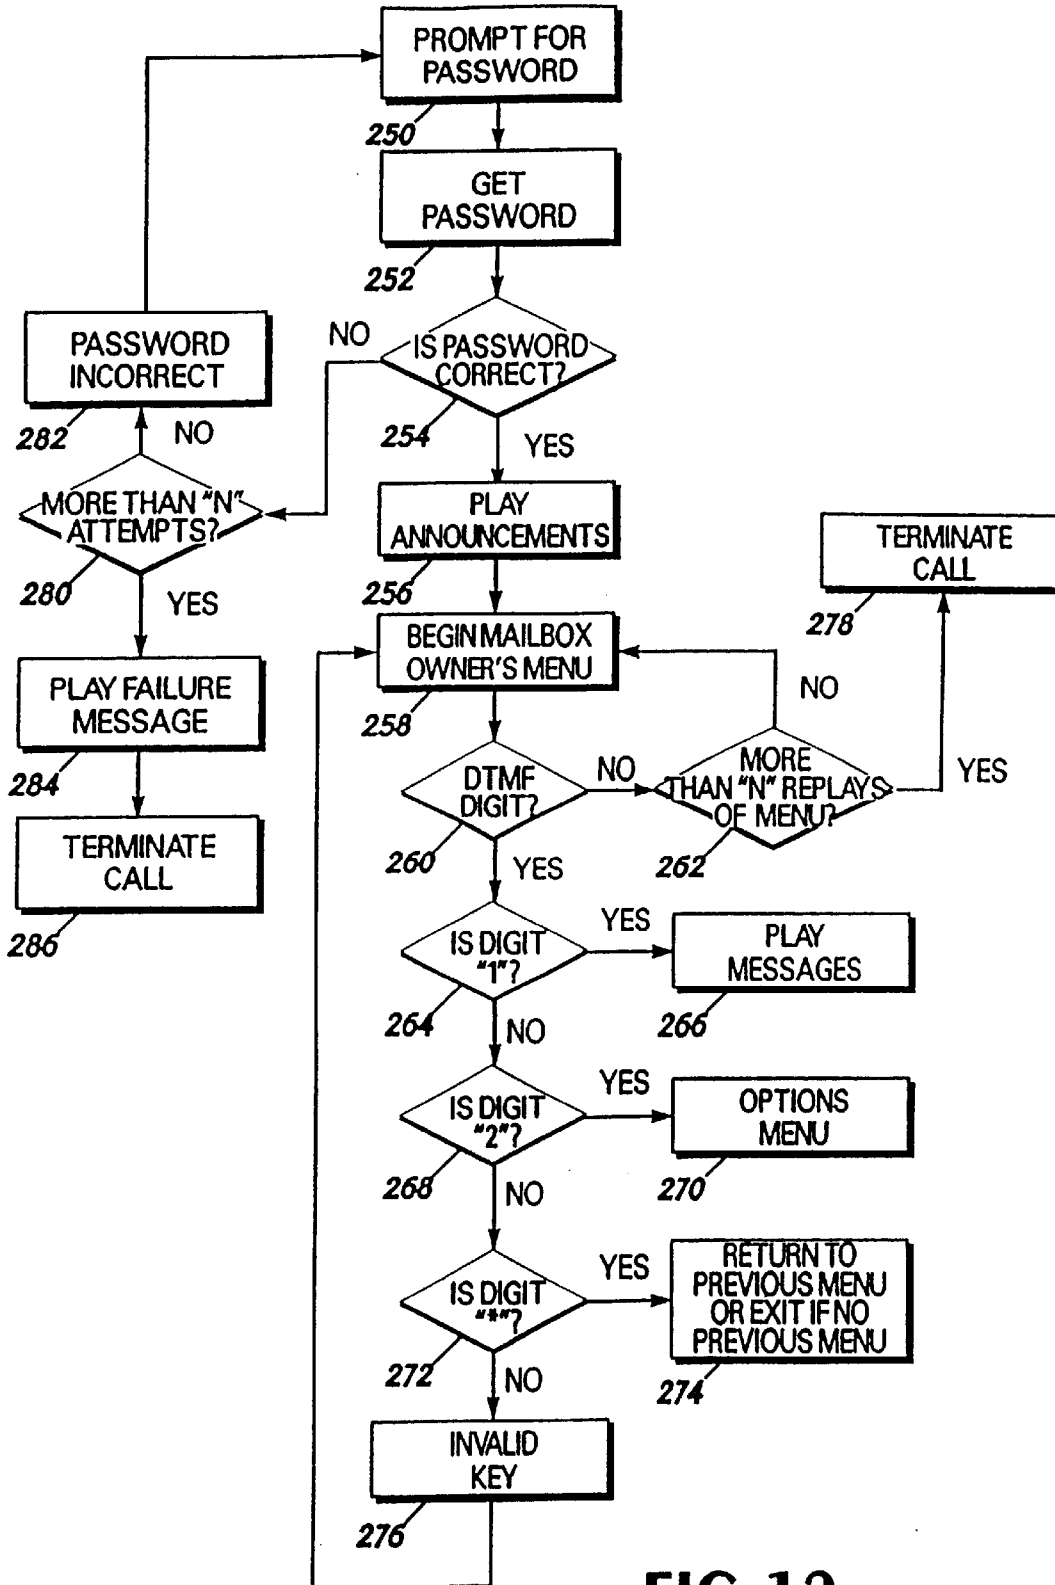 PROMPT FOR
PASSWORD
250
GET
PASSWORD
252
IS PASSWORD
CORRECT?
254
NO
YES
PASSWORD
INCORRECT
282
NO
MORE THAN "N"
ATTEMPTS?
280
YES
PLAY FAILURE
MESSAGE
284
TERMINATE
CALL
286
PLAY
ANNOUNCEMENTS
256
BEGIN MAILBOX
OWNER'S MENU
258
TERMINATE
CALL
278
NO
DTMF
DIGIT?
260
NO
MORE
THAN "N" REPLAYS
OF MENU?
262
YES
YES
IS DIGIT
"1"?
264
YES
PLAY
MESSAGES
266
NO
IS DIGIT
"2"?
268
YES
OPTIONS
MENU
270
NO
IS DIGIT
"*"?
272
YES
RETURN TO
PREVIOUS MENU
OR EXIT IF NO
PREVIOUS MENU
274
NO
INVALID
KEY
276